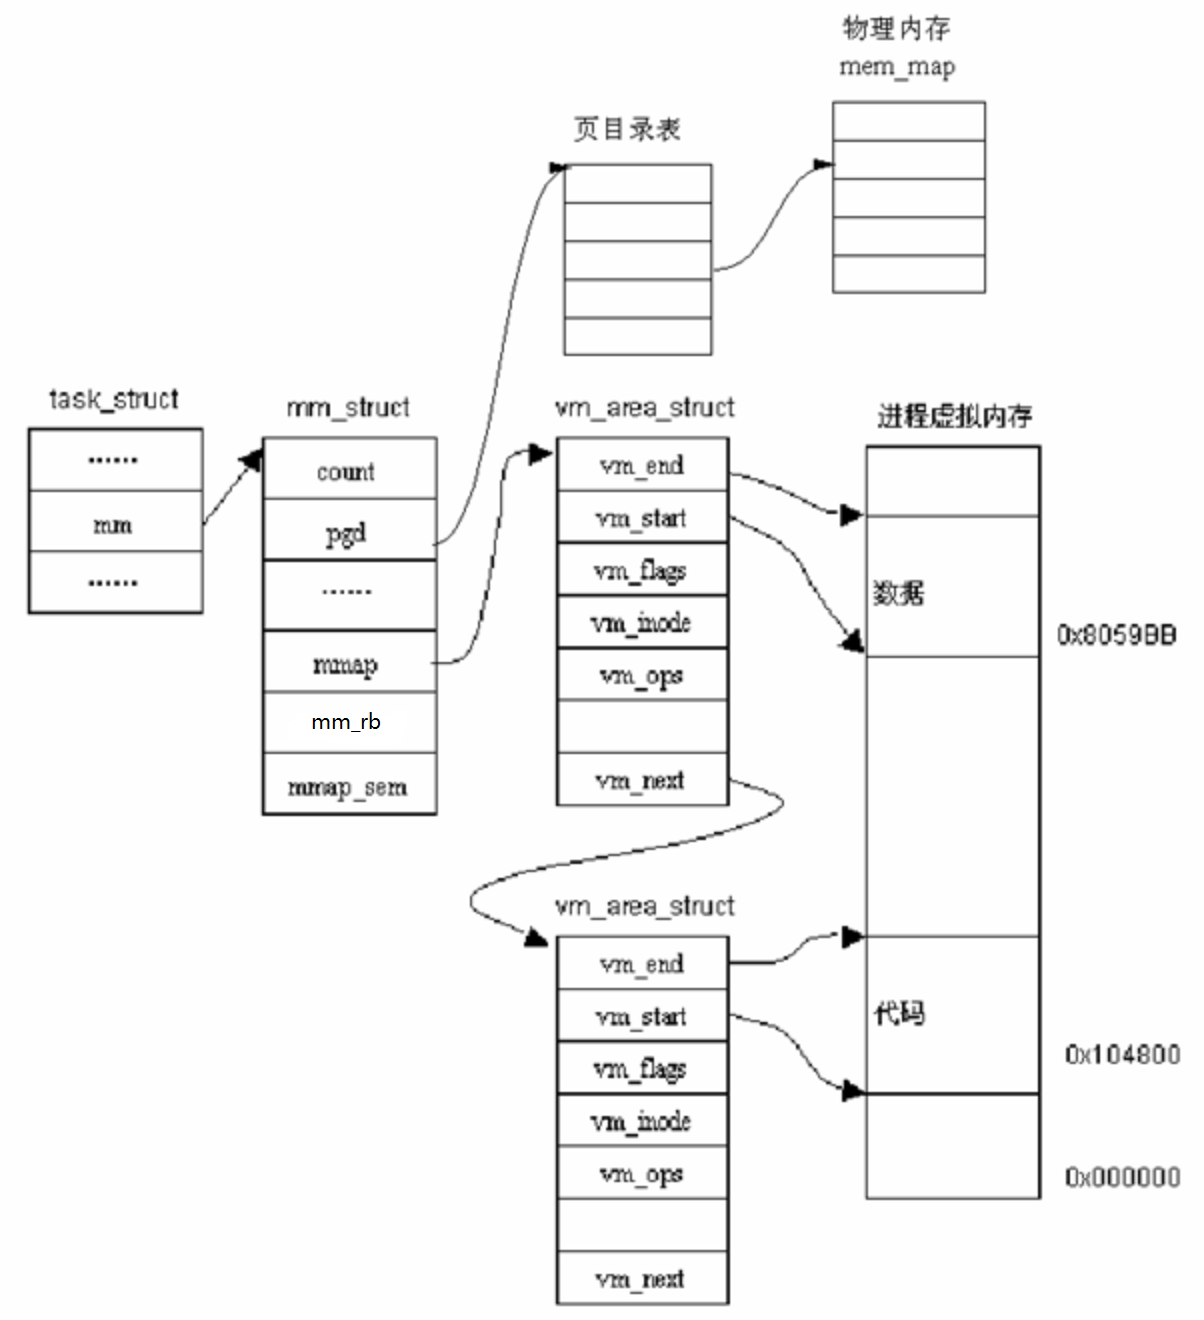 物理内存
mem_map
页目录表
task_struct
......
mm
......
mm_struct
count
pgd
......
mmap
mm_rb
mmap_sem
vm_area_struct
vm_end
vm_start
vm_flags
vm_inode
vm_ops
vm_next
进程虚拟内存
数据
0x8059BB
代码
0x104800
0x000000
vm_area_struct
vm_end
vm_start
vm_flags
vm_inode
vm_ops
vm_next